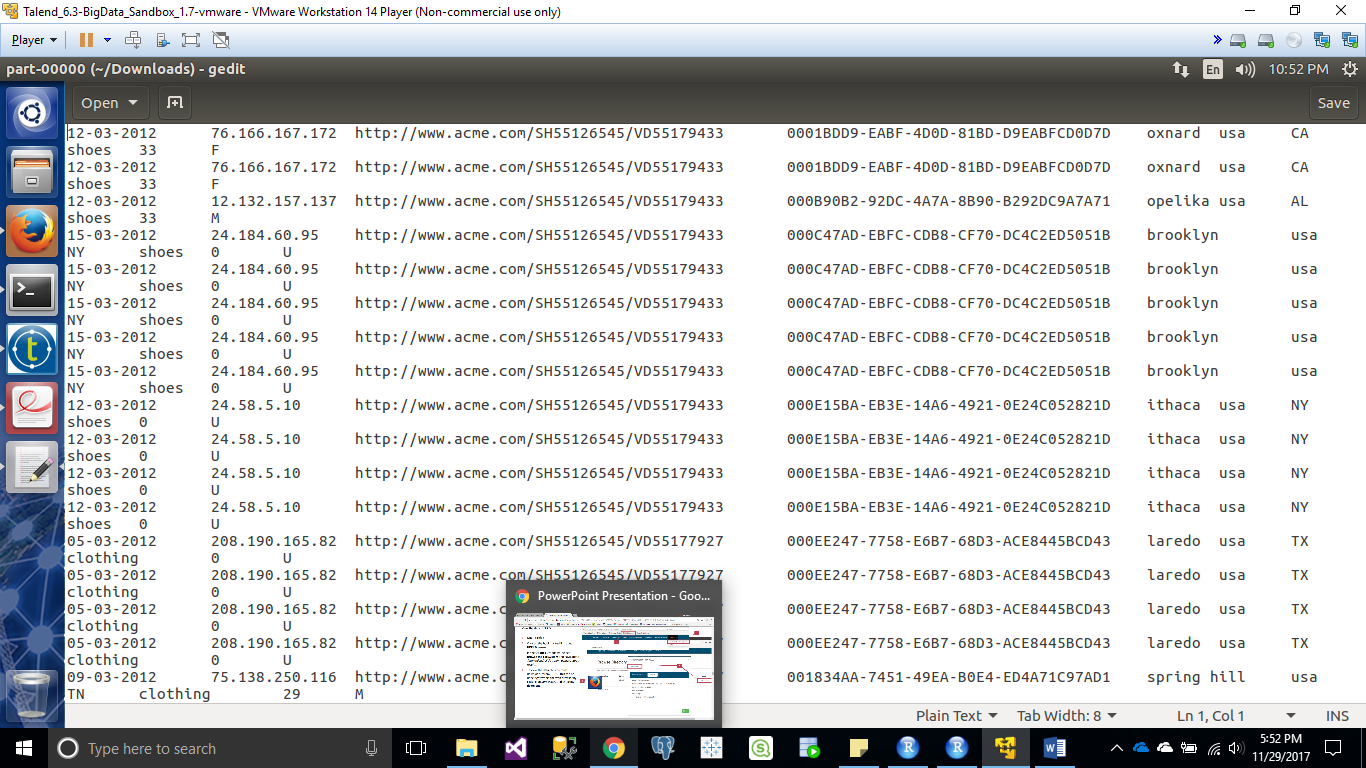 Talend_6.3-BigData_Sandbox_1.7-vmware - VMware Workstation 14 Player (Non-commercial use only)
Player
part-00000 (~/Downloads) - gedit En 10:52 PM
Open Save
12-03-2012 76.166.167.172 http://www.acme.com/SH55126545/VD55179433 0001BDD9-EABF-4D0D-81BD-D9EABFCD0D7D oxnard usa CA
shoes 33 F
12-03-2012 76.166.167.172 http://www.acme.com/SH55126545/VD55179433 0001BDD9-EABF-4D0D-81BD-D9EABFCD0D7D oxnard usa CA
shoes 33 F
12-03-2012 12.132.157.137 http://www.acme.com/SH55126545/VD55179433 000B90B2-92DC-4A7A-8B90-B292DC9A7A71 opelika usa AL
shoes 33 M
15-03-2012 24.184.60.95 http://www.acme.com/SH55126545/VD55179433 000C47AD-EBFC-CDB8-CF70-DC4C2ED5051B brooklyn usa
NY shoes 0 U
15-03-2012 24.184.60.95 http://www.acme.com/SH55126545/VD55179433 000C47AD-EBFC-CDB8-CF70-DC4C2ED5051B brooklyn usa
NY shoes 0 U
15-03-2012 24.184.60.95 http://www.acme.com/SH55126545/VD55179433 000C47AD-EBFC-CDB8-CF70-DC4C2ED5051B brooklyn usa
NY shoes 0 U
15-03-2012 24.184.60.95 http://www.acme.com/SH55126545/VD55179433 000C47AD-EBFC-CDB8-CF70-DC4C2ED5051B brooklyn usa
NY shoes 0 U
15-03-2012 24.184.60.95 http://www.acme.com/SH55126545/VD55179433 000C47AD-EBFC-CDB8-CF70-DC4C2ED5051B brooklyn usa
NY shoes 0 U
12-03-2012 24.58.5.10 http://www.acme.com/SH55126545/VD55179433 000E15BA-EB3E-14A6-4921-0E24C052821D ithaca usa NY
shoes 0 U
12-03-2012 24.58.5.10 http://www.acme.com/SH55126545/VD55179433 000E15BA-EB3E-14A6-4921-0E24C052821D ithaca usa NY
shoes 0 U
12-03-2012 24.58.5.10 http://www.acme.com/SH55126545/VD55179433 000E15BA-EB3E-14A6-4921-0E24C052821D ithaca usa NY
shoes 0 U
12-03-2012 24.58.5.10 http://www.acme.com/SH55126545/VD55179433 000E15BA-EB3E-14A6-4921-0E24C052821D ithaca usa NY
shoes 0 U
05-03-2012 208.190.165.82 http://www.acme.com/SH55126545/VD55177927 000EE247-7758-E6B7-68D3-ACE8445BCD43 laredo usa TX
clothing 0 U
05-03-2012 208.190.165.82 http://www.acme.com/SH55126545/VD55177927 000EE247-7758-E6B7-68D3-ACE8445BCD43 laredo usa TX
clothing 0 U
05-03-2012 208.190.165.82 http://www.ac 000EE247-7758-E6B7-68D3-ACE8445BCD43 laredo usa TX
clothing 0 U
05-03-2012 208.190.165.82 http://www.ac 000EE247-7758-E6B7-68D3-ACE8445BCD43 laredo usa TX
clothing 0 U
09-03-2012 75.138.250.116 http://www.ac 001834AA-7451-49EA-B0E4-ED4A71C97AD1 spring hill usa
TN clothing 29 M
PowerPoint Presentation - Goo...
Browse Directory
Plain Text Tab Width: 8 Ln 1, Col 1 INS
Type here to search
5:52 PM
11/29/2017